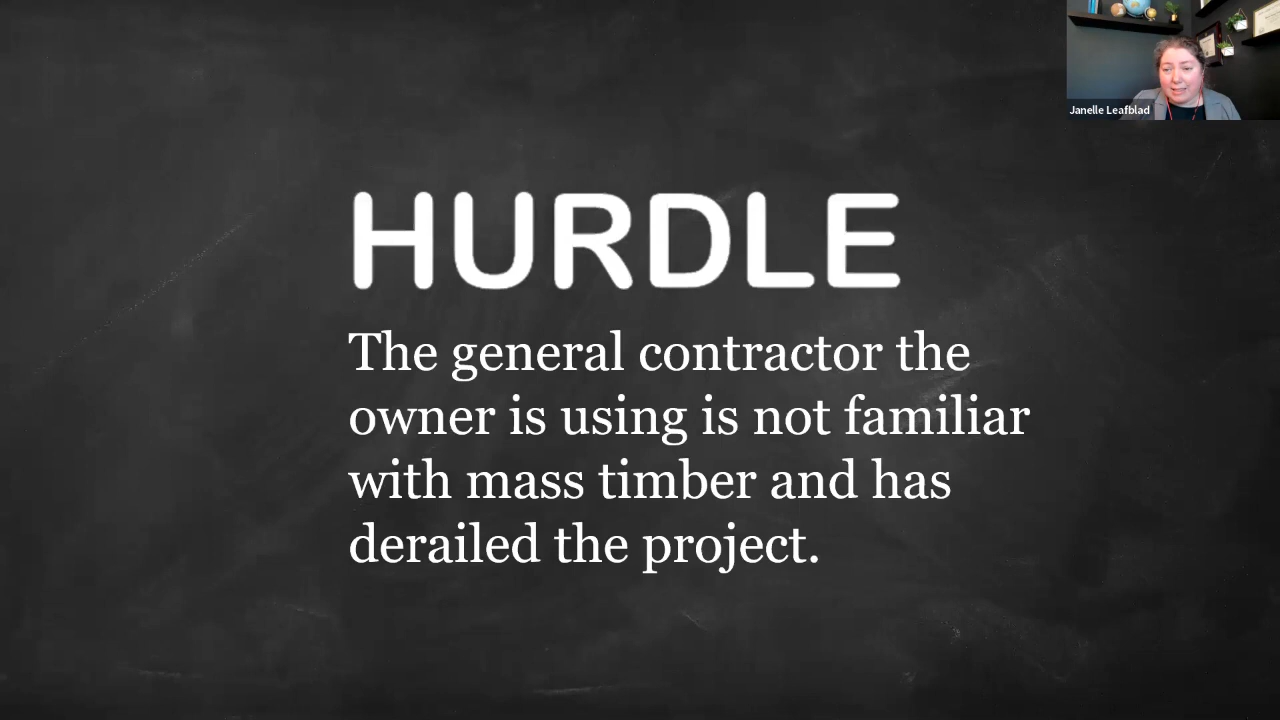 Janelle Leafblad
HURDLE
The general contractor the
owner is using is not familiar
with mass timber and has
derailed the project.